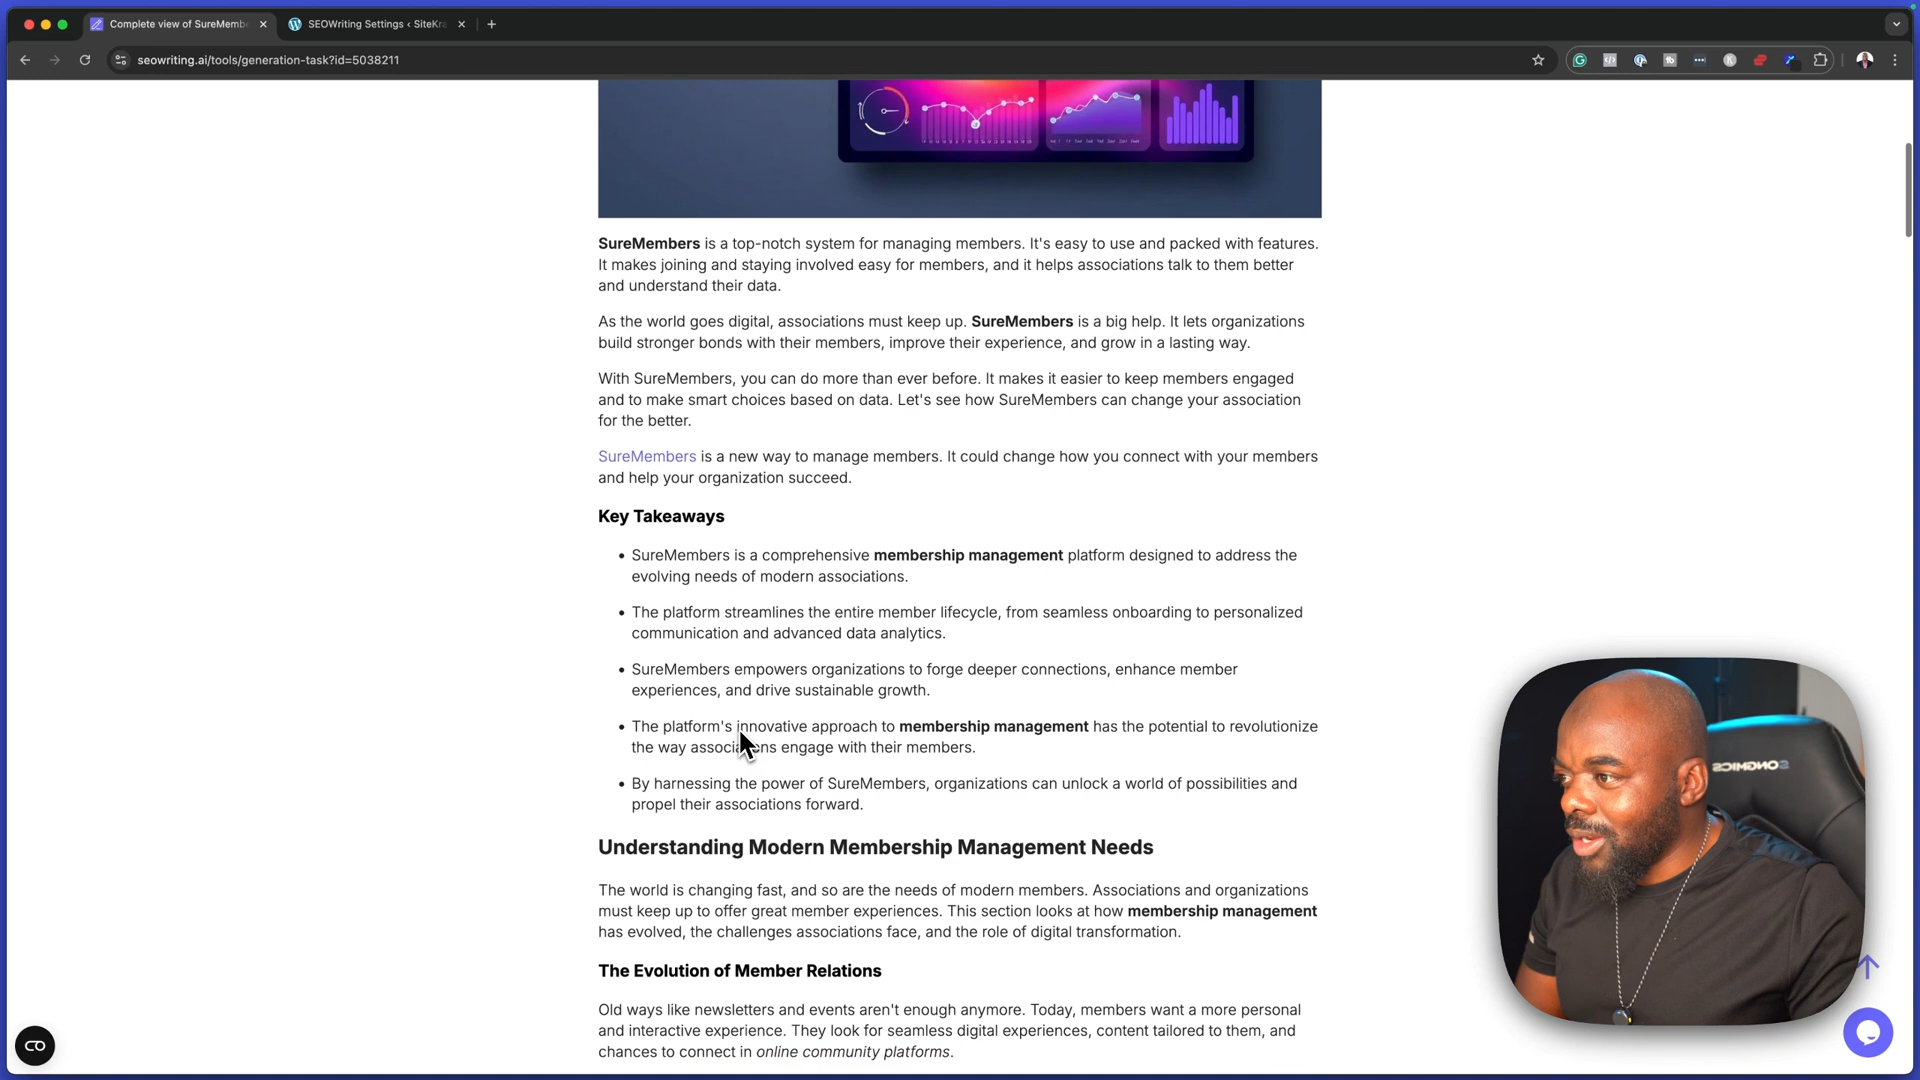 Complete view of SureMemb
SEOWriting Settings ‹ SiteKra
seowriting.ai/tools/generation-task?id=5038211
SureMembers is a top-notch system for managing members. It's easy to use and packed with features.
It makes joining and staying involved easy for members, and it helps associations talk to them better
and understand their data.
As the world goes digital, associations must keep up. SureMembers is a big help. It lets organizations
build stronger bonds with their members, improve their experience, and grow in a lasting way.
With SureMembers, you can do more than ever before. It makes it easier to keep members engaged
and to make smart choices based on data. Let's see how SureMembers can change your association
for the better.
SureMembers is a new way to manage members. It could change how you connect with your members
and help your organization succeed.
Key Takeaways
• SureMembers is a comprehensive membership management platform designed to address the
evolving needs of modern associations.
• The platform streamlines the entire member lifecycle, from seamless onboarding to personalized
communication and advanced data analytics.
• SureMembers empowers organizations to forge deeper connections, enhance member
experiences, and drive sustainable growth.
• The platform's innovative approach to membership management has the potential to revolutionize
the way associations engage with their members.
• By harnessing the power of SureMembers, organizations can unlock a world of possibilities and
propel their associations forward.
Understanding Modern Membership Management Needs
The world is changing fast, and so are the needs of modern members. Associations and organizations
must keep up to offer great member experiences. This section looks at how membership management
has evolved, the challenges associations face, and the role of digital transformation.
The Evolution of Member Relations
Old ways like newsletters and events aren't enough anymore. Today, members want a more personal
and interactive experience. They look for seamless digital experiences, content tailored to them, and
chances to connect in online community platforms.